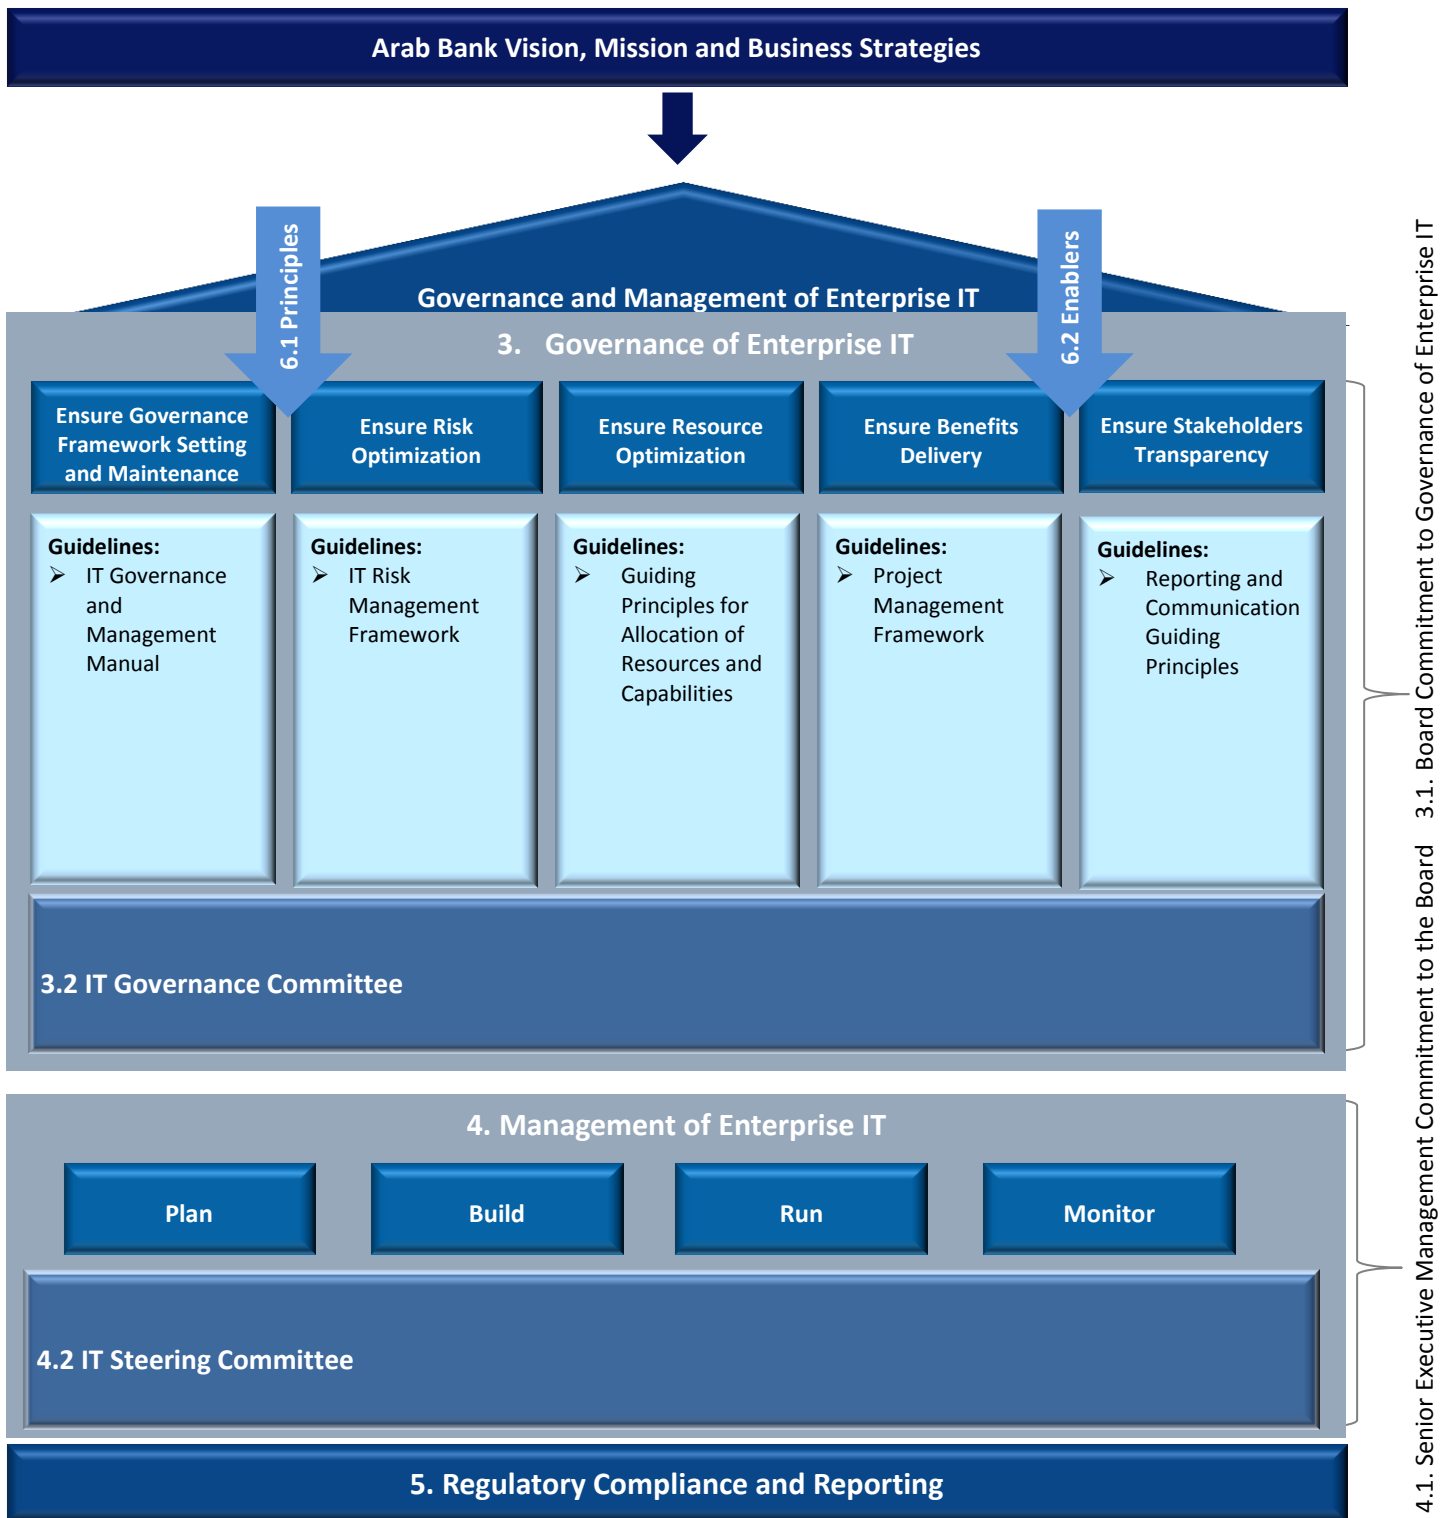 Arab Bank Vision, Mission and Business Strategies
6.1 Principles
6.2 Enablers
Governance and Management of Enterprise IT
3. Governance of Enterprise IT
Ensure Governance
Framework Setting
and Maintenance
Ensure Risk
Optimization
Ensure Resource
Optimization
Ensure Benefits
Delivery
Ensure Stakeholders
Transparency
Guidelines:
➢ IT Governance
and
Management
Manual
Guidelines:
➢ IT Risk
Management
Framework
Guidelines:
➢ Guiding
Principles for
Allocation of
Resources and
Capabilities
Guidelines:
➢ Project
Management
Framework
Guidelines:
➢ Reporting and
Communication
Guiding
Principles
3.2 IT Governance Committee
3.1. Board Commitment to Governance of Enterprise IT
4. Management of Enterprise IT
Plan
Build
Run
Monitor
4.2 IT Steering Committee
4.1. Senior Executive Management Commitment to the Board
5. Regulatory Compliance and Reporting